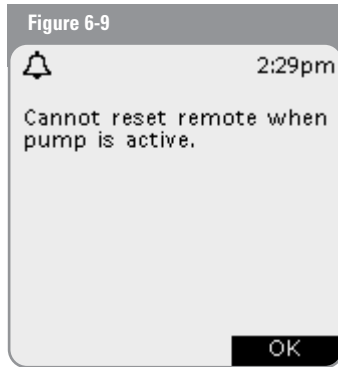 Figure 6-9
2:29pm
Cannot reset remote when
pump is active.
OK